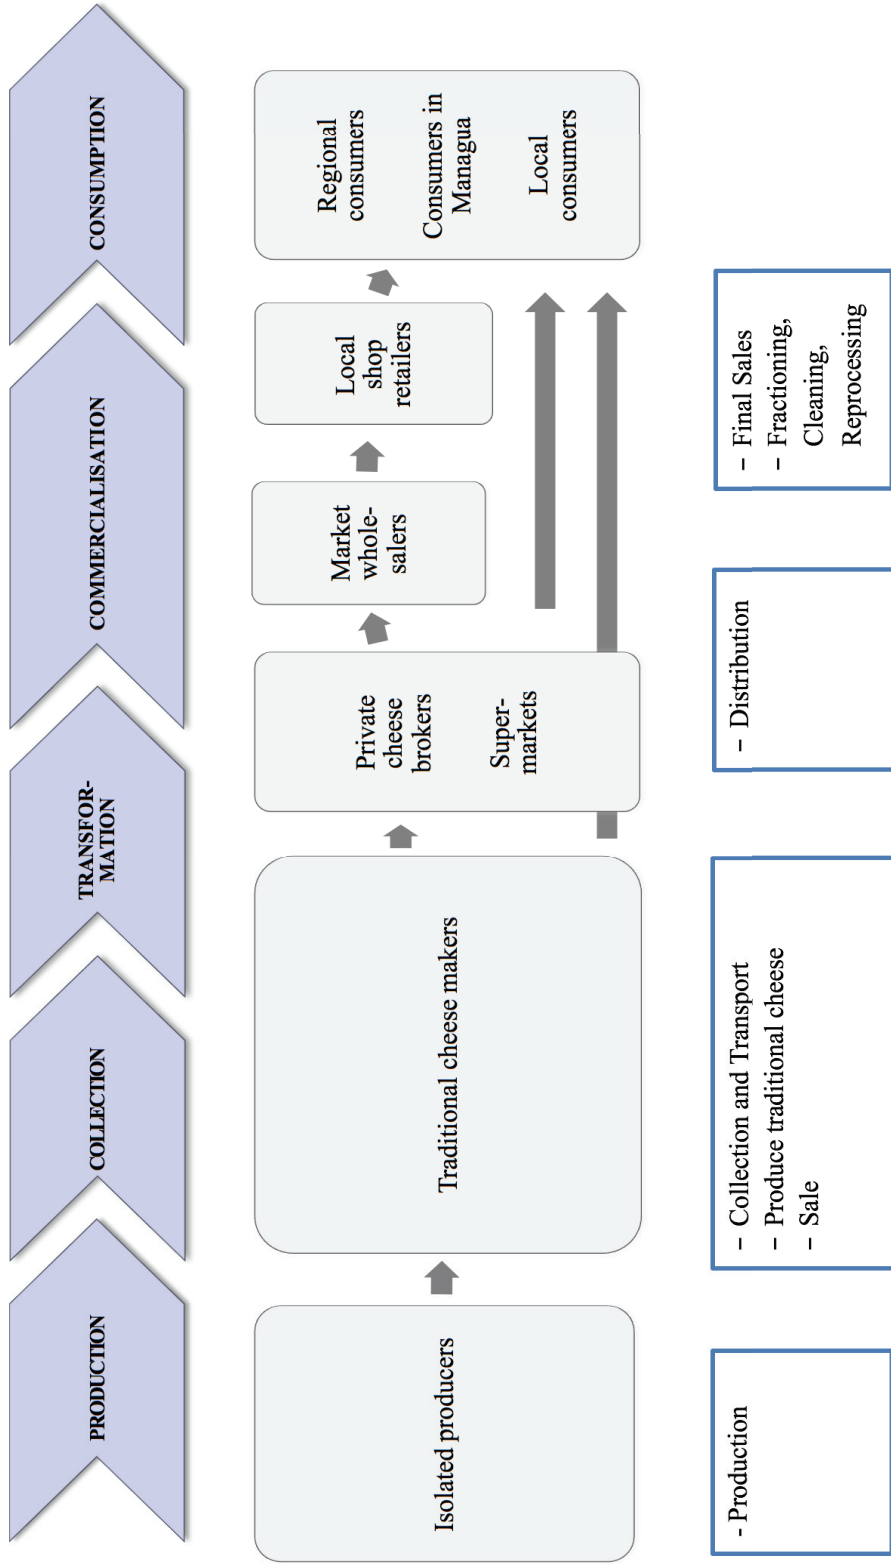 PRODUCTION
COLLECTION
TRANSFOR-
MATION
COMMERCIALISATION
CONSUMPTION
Isolated producers
Traditional cheese makers
Private
cheese
brokers
Super-
markets
Market
whole-
salers
Local
shop
retailers
Regional
consumers
Consumers in
Managua
Local
consumers
- Production
– Collection and Transport
– Produce traditional cheese
– Sale
– Distribution
– Final Sales
– Fractioning,
Cleaning,
Reprocessing